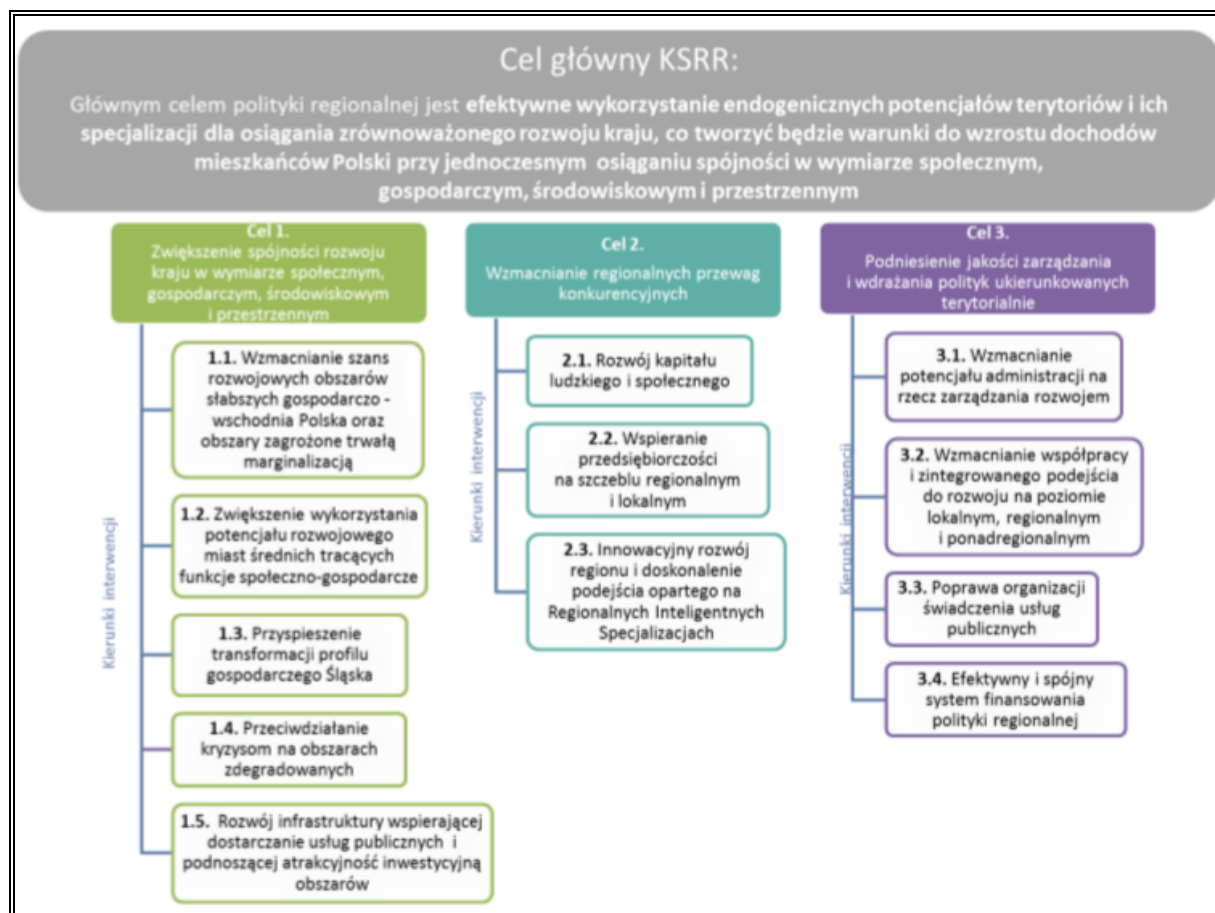 Cel główny KSRR:
Głównym celem polityki regionalnej jest efektywne wykorzystanie endogenicznych potencjałów terytoriów i ich
specjalizacji dla osiągania zrównoważonego rozwoju kraju, co tworzyć będzie warunki do wzrostu dochodów
mieszkańców Polski przy jednoczesnym osiąganiu spójności w wymiarze społecznym,
gospodarczym, środowiskowym i przestrzennym
Cel 1.
Zwiększenie spójności rozwoju
kraju w wymiarze społecznym,
gospodarczym, środowiskowym
i przestrzennym
Kierunki interwencji
1.1. Wzmacnianie szans
rozwojowych obszarów
słabszych gospodarczo -
wschodnia Polska oraz
obszary zagrożone trwałą
marginalizacją
1.2. Zwiększenie wykorzystania
potencjału rozwojowego
miast średnich tracących
funkcje społeczno-gospodarcze
1.3. Przyspieszenie
transformacji profilu
gospodarczego Śląska
1.4. Przeciwdziałanie
kryzysom na obszarach
zdegradowanych
1.5. Rozwój infrastruktury wspierającej
dostarczanie usług publicznych i
podnoszącej atrakcyjność inwestycyjną
obszarów
Cel 2.
Wzmacnianie regionalnych przewag
konkurencyjnych
Kierunki interwencji
2.1. Rozwój kapitału
ludzkiego i społecznego
2.2. Wspieranie
przedsiębiorczości
na szczeblu regionalnym
i lokalnym
2.3. Innowacyjny rozwój
regionu i doskonalenie
podejścia opartego na
Regionalnych Inteligentnych
Specjalizacjach
Cel 3.
Podniesienie jakości zarządzania
i wdrażania polityk ukierunkowanych
terytorialnie
Kierunki interwencji
3.1. Wzmacnianie
potencjału administracji na
rzecz zarządzania rozwojem
3.2. Wzmacnianie współpracy
i zintegrowanego podejścia
do rozwoju na poziomie
lokalnym, regionalnym
i ponadregionalnym
3.3. Poprawa organizacji
świadczenia usług
publicznych
3.4. Efektywny i spójny
system finansowania
polityki regionalnej